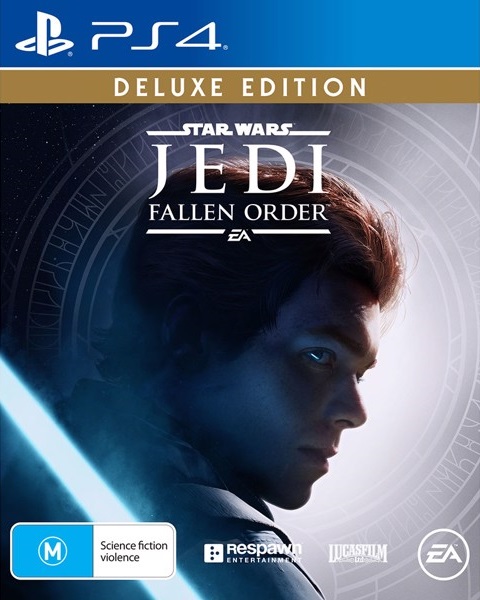 PS4
DELUXE EDITION
STAR WARS
JEDI
FALLEN ORDER
EA
M
Science fiction
violence
Respawn
ENTERTAINMENT
LUCASFILM
EA